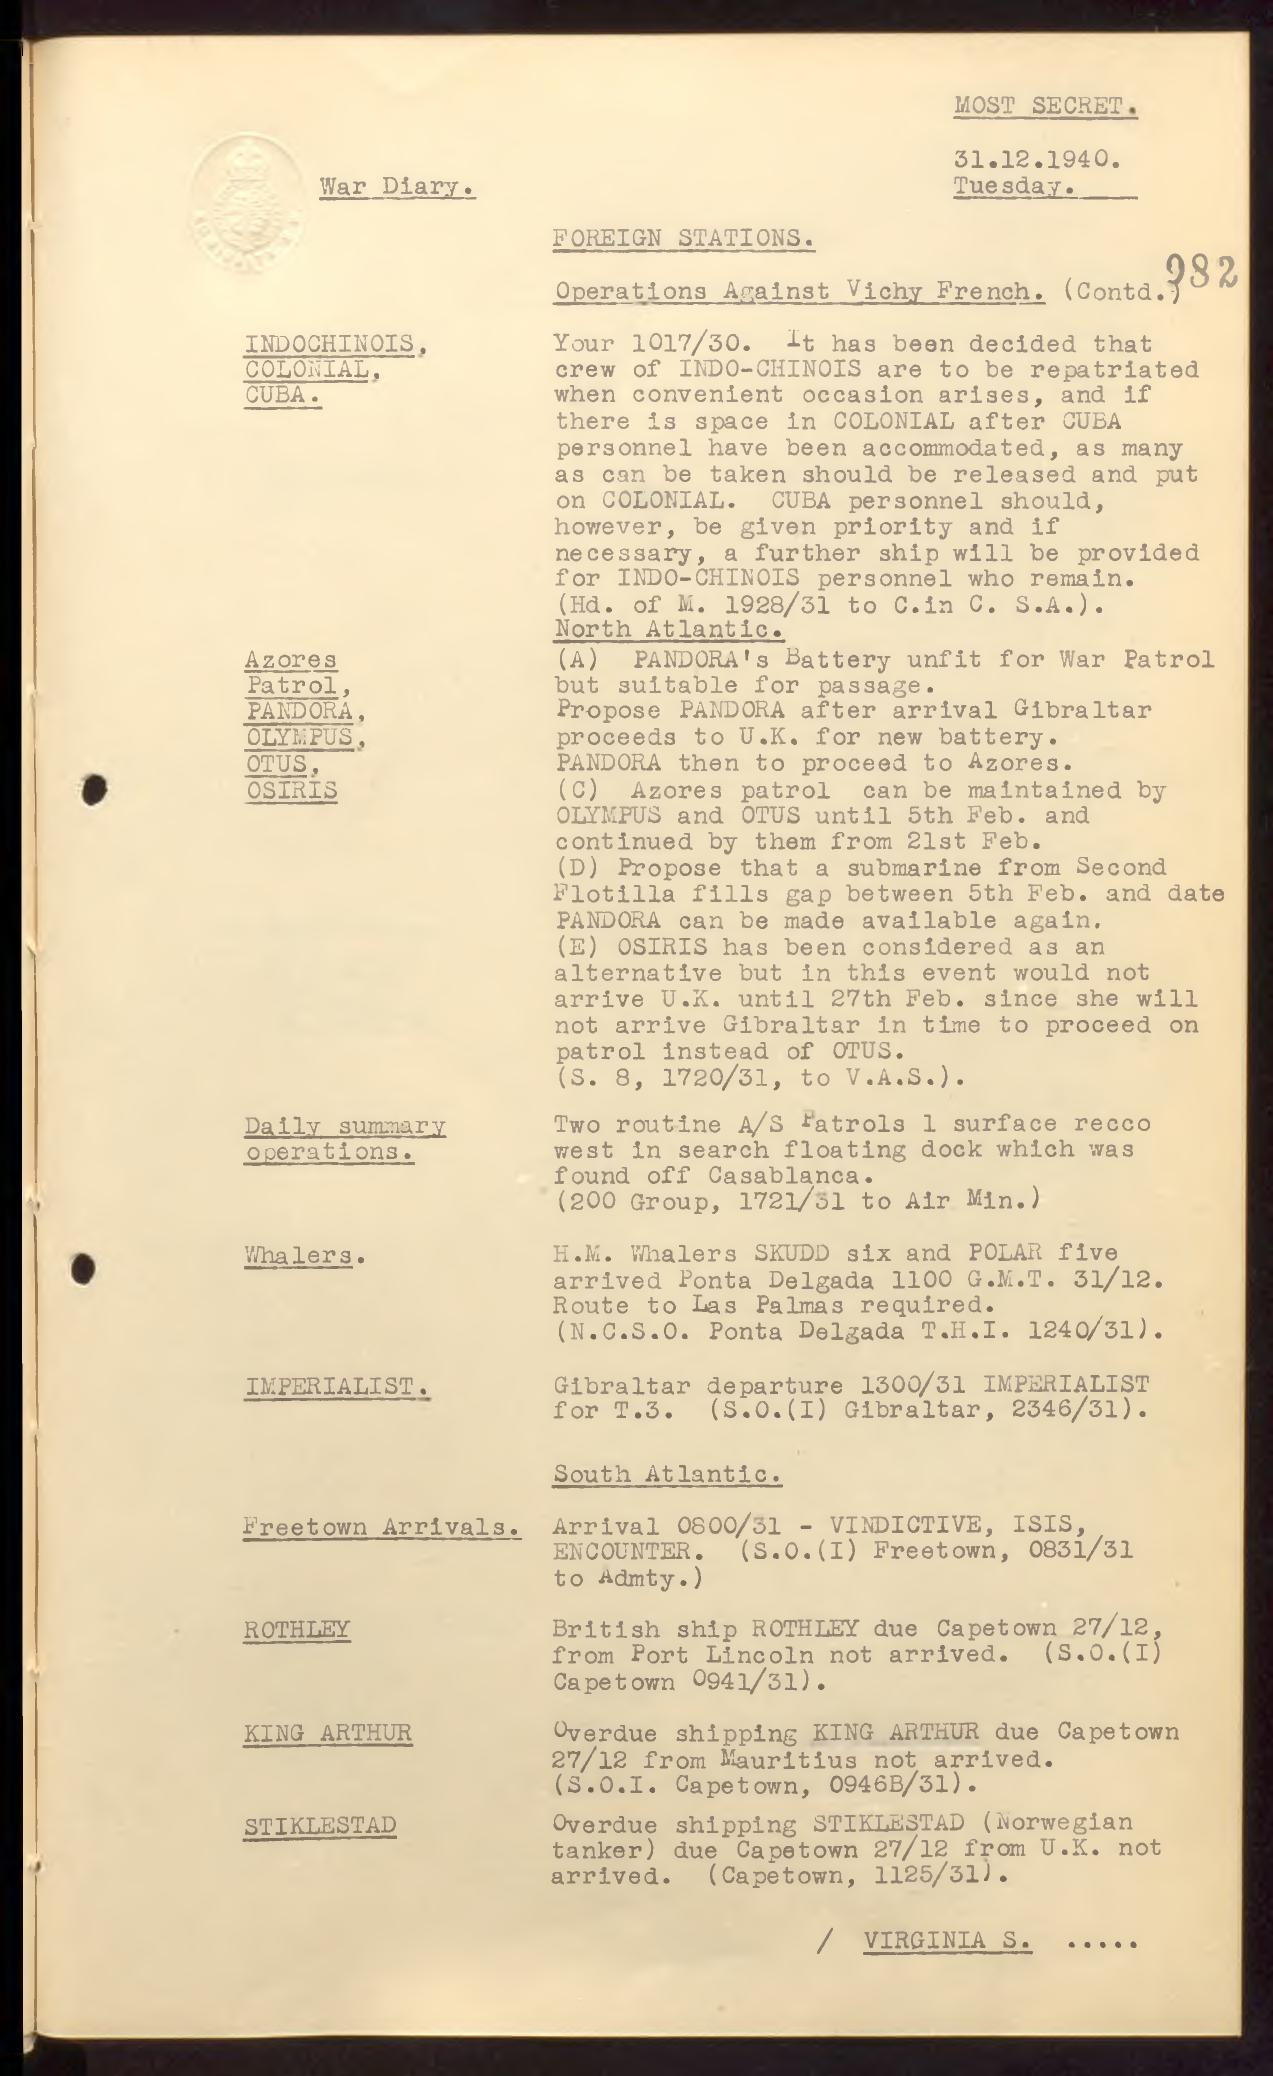 MOST SECRET.
31.12.1940.
War Diary.
Tuesday.
FOREIGN STATIONS.
982
Operations Against Vichy French. (Contd.)
INDOCHINOIS,
COLONIAL,
CUBA.
Your 1017/30. It has been decided that
crew of INDO-CHINOIS are to be repatriated
when convenient occasion arises, and if
there is space in COLONIAL after CUBA
personnel have been accommodated, as many
as can be taken should be released and put
on COLONIAL. CUBA personnel should,
however, be given priority and if
necessary, a further ship will be provided
for INDO-CHINOIS personnel who remain.
(Hd. of M. 1928/31 to C.in C. S.A.).
North Atlantic.
Azores
Patrol,
PANDORA,
OLYMPUS,
OTUS,
OSIRIS
(A) PANDORA's Battery unfit for War Patrol
but suitable for passage.
Propose PANDORA after arrival Gibraltar
proceeds to U.K. for new battery.
PANDORA then to proceed to Azores.
(C) Azores patrol can be maintained by
OLYMPUS and OTUS until 5th Feb. and
continued by them from 21st Feb.
(D) Propose that a submarine from Second
Flotilla fills gap between 5th Feb. and date
PANDORA can be made available again.
(E) OSIRIS has been considered as an
alternative but in this event would not
arrive U.K. until 27th Feb. since she will
not arrive Gibraltar in time to proceed on
patrol instead of OTUS.
(S. 8, 1720/31, to V.A.S.).
Daily summary
operations.
Two routine A/S Patrols 1 surface recco
west in search floating dock which was
found off Casablanca.
(200 Group, 1721/31 to Air Min.)
Whalers.
H.M. Whalers SKUDD six and POLAR five
arrived Ponta Delgada 1100 G.M.T. 31/12.
Route to Las Palmas required.
(N.C.S.O. Ponta Delgada T.H.I. 1240/31).
IMPERIALIST.
Gibraltar departure 1300/31 IMPERIALIST
for T.3. (S.O.(I) Gibraltar, 2346/31).
South Atlantic.
Freetown Arrivals.
Arrival 0800/31 - VINDICTIVE, ISIS,
ENCOUNTER. (S.O.(I) Freetown, 0831/31
to Admty.)
ROTHLEY
British ship ROTHLEY due Capetown 27/12,
from Port Lincoln not arrived. (S.O.(I)
Capetown 0941/31).
KING ARTHUR
Overdue shipping KING ARTHUR due Capetown
27/12 from Mauritius not arrived.
(S.O.I. Capetown, 0946B/31).
STIKLESTAD
Overdue shipping STIKLESTAD (Norwegian
tanker) due Capetown 27/12 from U.K. not
arrived. (Capetown, 1125/31).
/ VIRGINIA S. .....